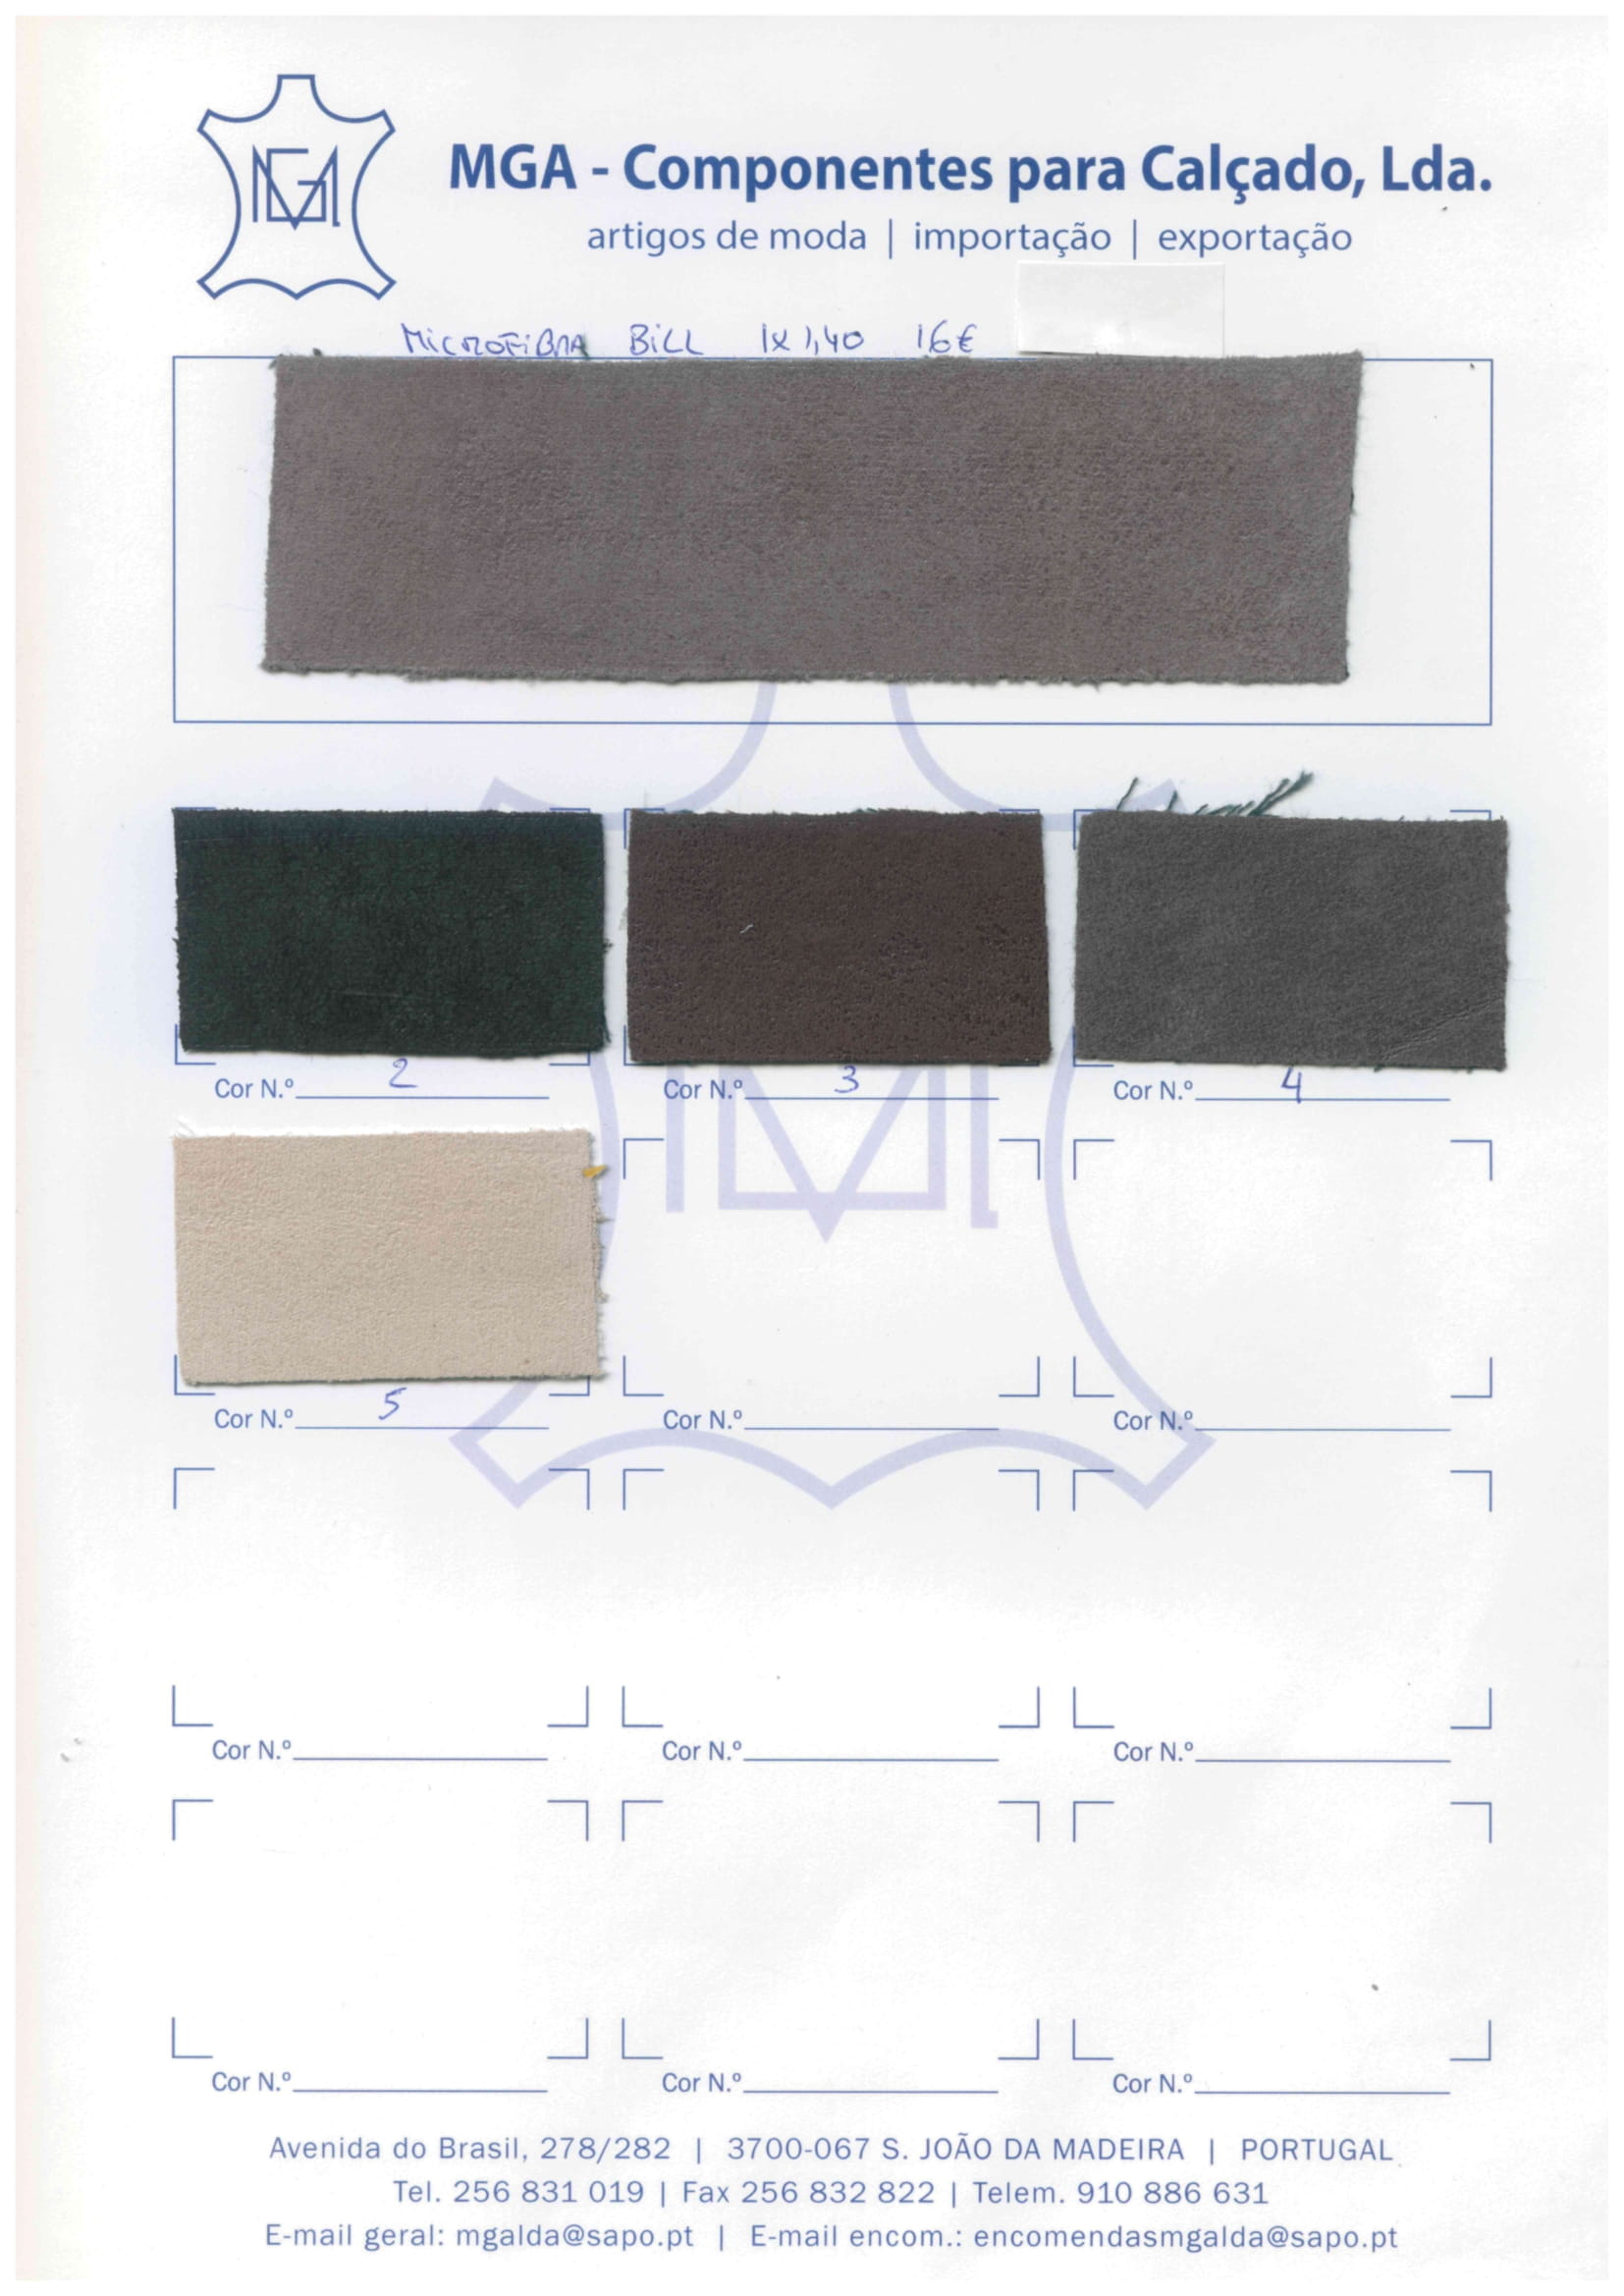 MGA
MGA - Componentes para Calçado, Lda.
artigos de moda | importação | exportação
MICROFIBRA BILL 1x1,40 16€
Cor N.º 2
Cor N.º 3
Cor N.º 4
Cor N.º 5
Cor N.º
Cor N.º
Cor N.º
Cor N.º
Cor N.º
Cor N.º
Cor N.º
Cor N.º
Avenida do Brasil, 278/282 | 3700-067 S. JOÃO DA MADEIRA | PORTUGAL
Tel. 256 831 019 | Fax 256 832 822 | Telem. 910 886 631
E-mail geral: mgalda@sapo.pt | E-mail encom.: encomendasmgalda@sapo.pt